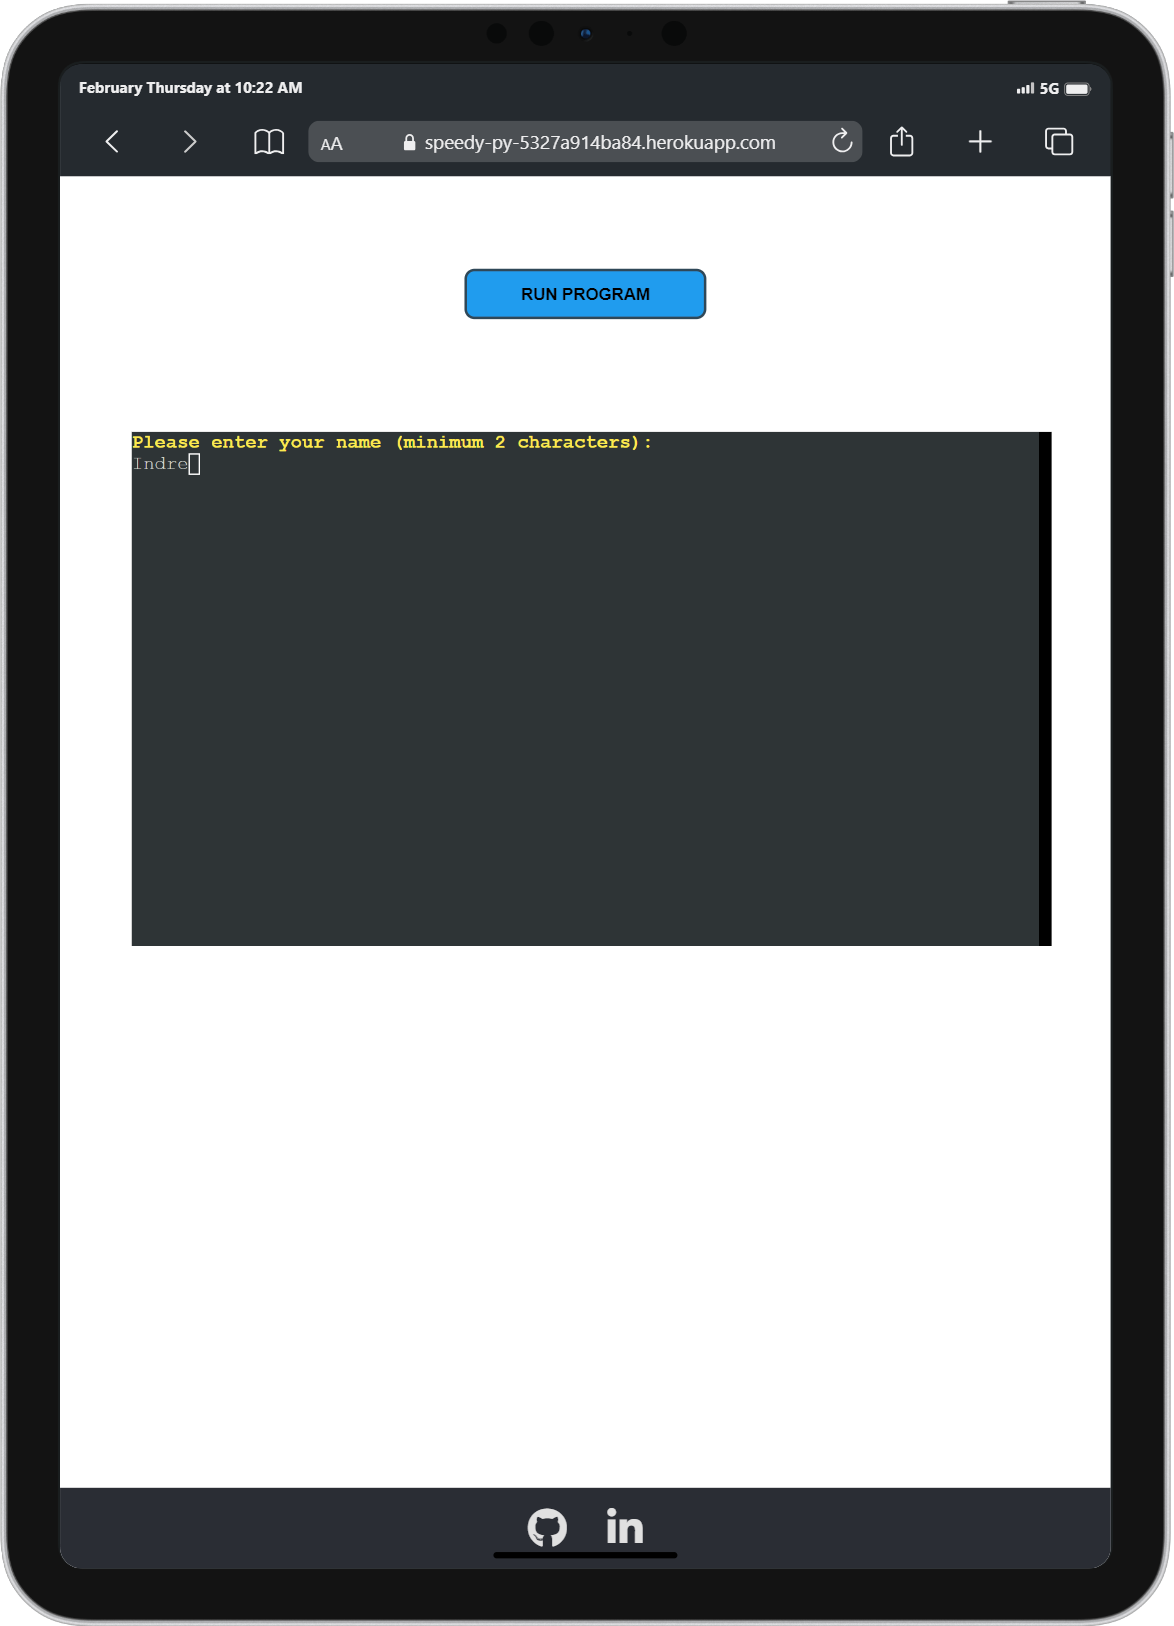 February Thursday at 10:22 AM
5G
AA
speedy-py-5327a914ba84.herokuapp.com
RUN PROGRAM
Please enter your name (minimum 2 characters):
Indre
in